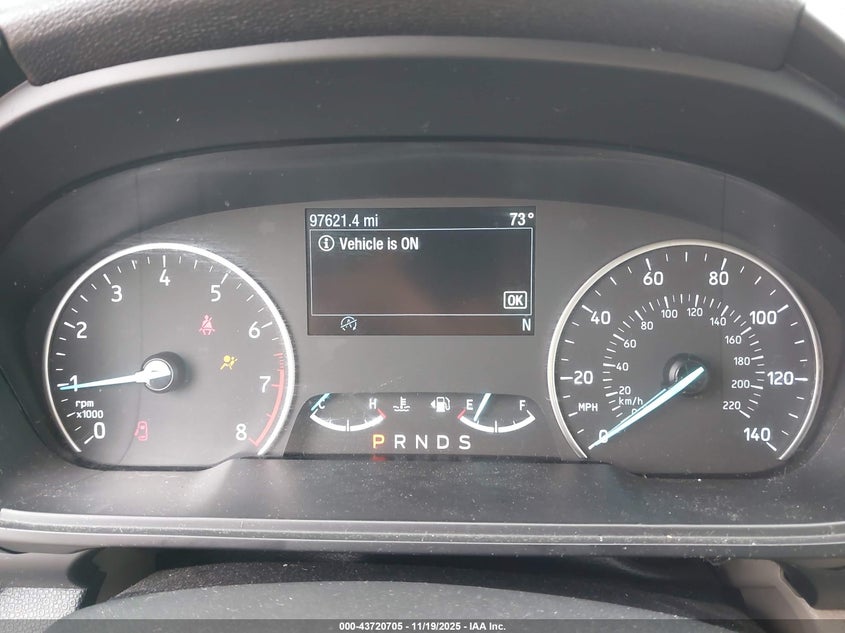 97621.4 mi 73°
Vehicle is ON
OK
N
0 1 2 3 4 5 6 7 8
rpm
x1000
C H E F
P R N D S
0 20 40 60 80 100 120 140
MPH
20 40 60 80 100 120 140 160 180 200 220
km/h
000-43720705 - 11/19/2025 - IAA Inc.